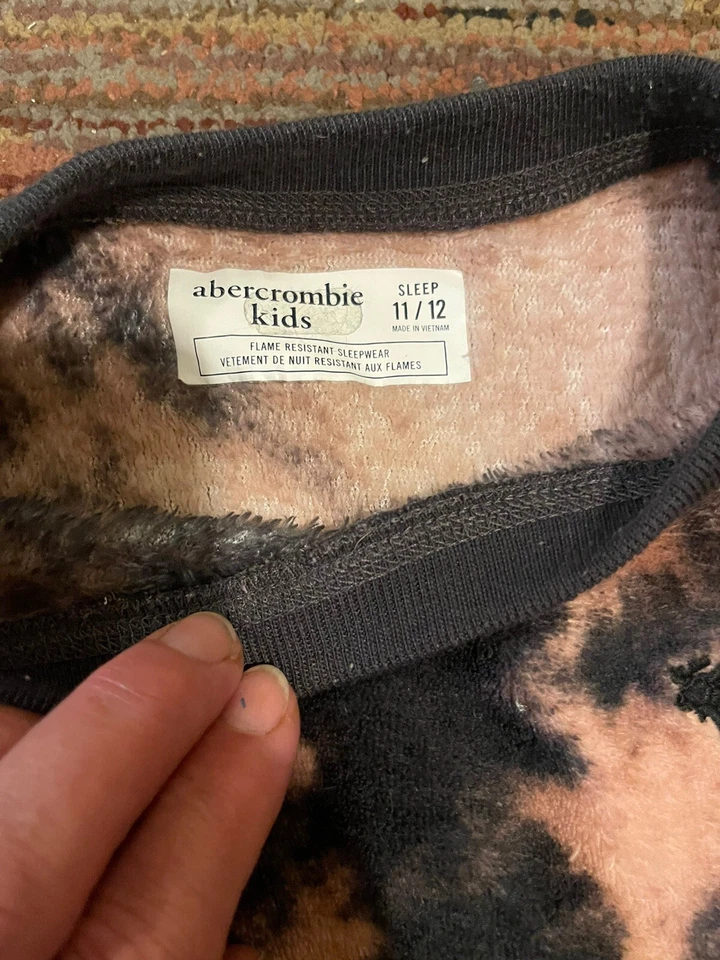 abercrombie
kids
SLEEP
11 / 12
MADE IN VIETNAM
FLAME RESISTANT SLEEPWEAR
VETEMENT DE NUIT RESISTANT AUX FLAMES